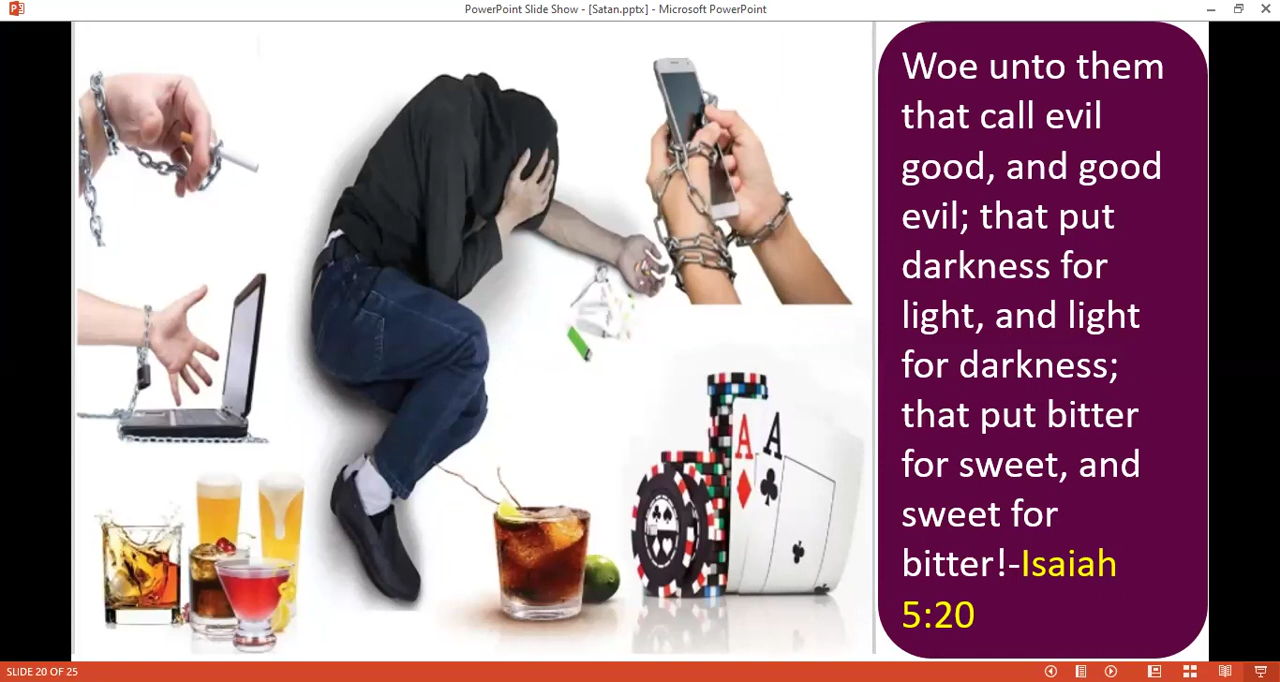 PowerPoint Slide Show - [Satan.pptx] - Microsoft PowerPoint
Woe unto them
that call evil
good, and good
evil; that put
darkness for
light, and light
for darkness;
that put bitter
for sweet, and
sweet for
bitter!-Isaiah
5:20
A
A
SLIDE 20 OF 25